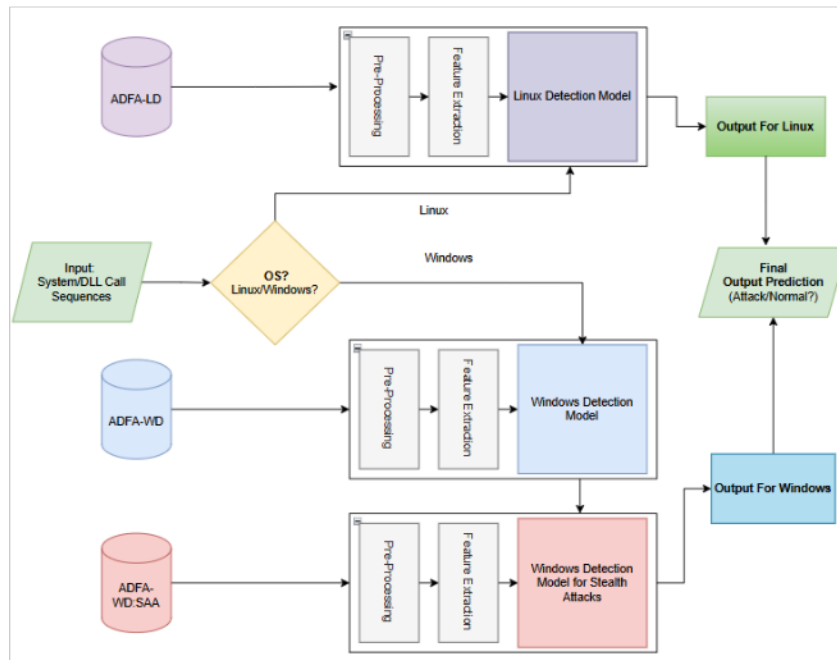 ADFA-LD
Pre-Processing
Feature Extraction
Linux Detection Model
Output For Linux
Linux
Windows
Input:
System/DLL Call
Sequences
OS?
Linux/Windows?
Final
Output Prediction
(Attack/Normal?)
ADFA-WD
Pre-Processing
Feature Extraction
Windows Detection
Model
Output For Windows
ADFA-
WD:SAA
Pre-Processing
Feature Extraction
Windows Detection
Model for Stealth
Attacks